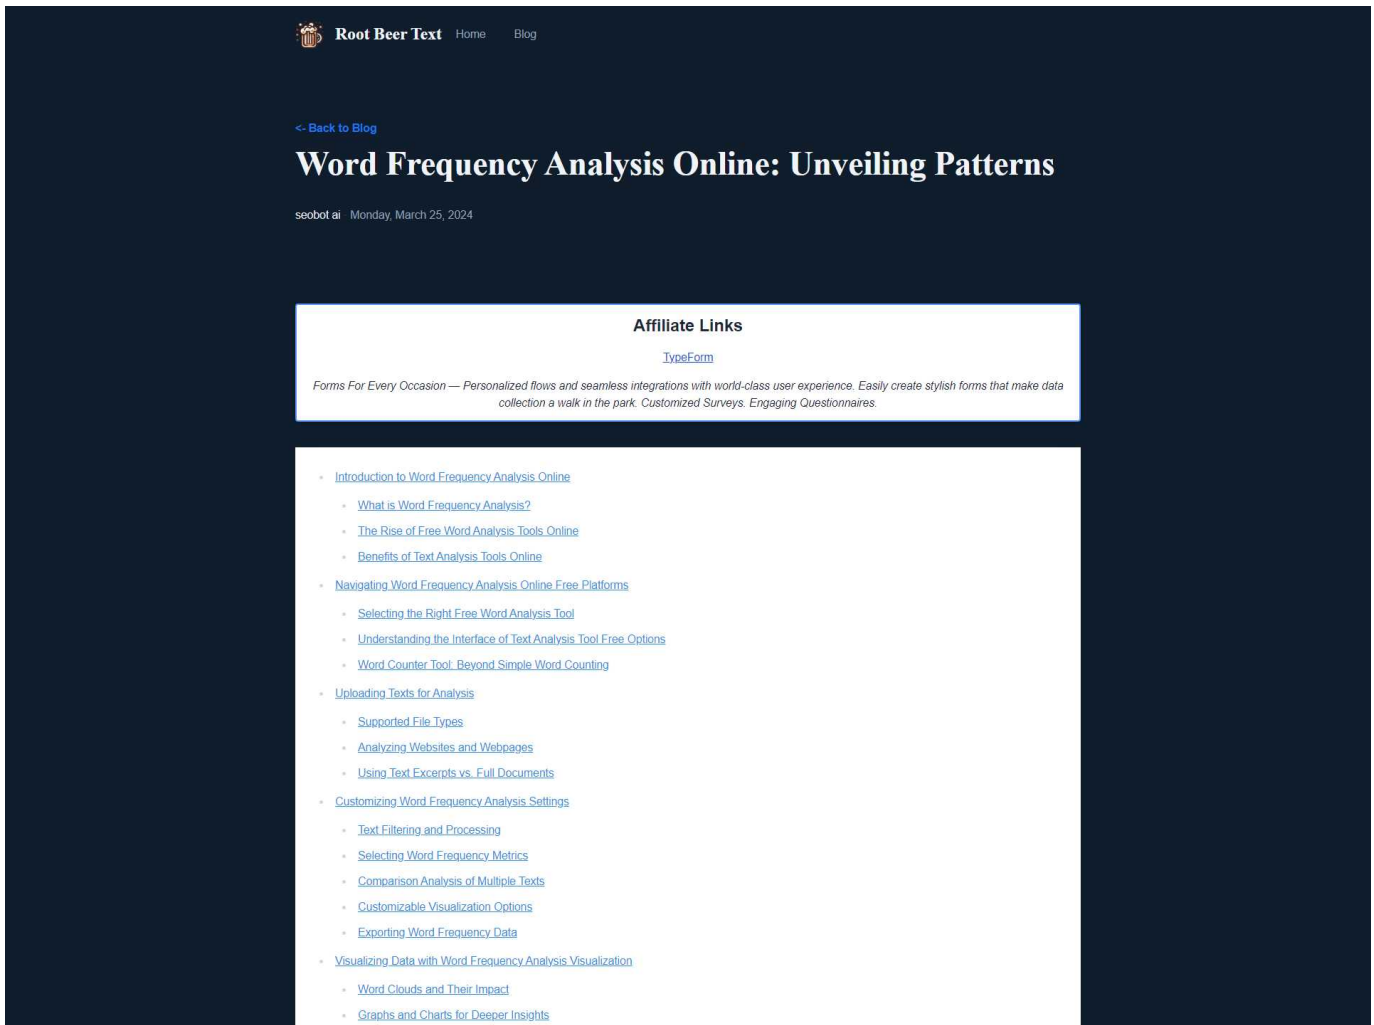 Root Beer Text Home Blog
<- Back to Blog
Word Frequency Analysis Online: Unveiling Patterns
seobot ai · Monday, March 25, 2024
Affiliate Links
TypeForm
Forms For Every Occasion — Personalized flows and seamless integrations with world-class user experience. Easily create stylish forms that make data
collection a walk in the park. Customized Surveys. Engaging Questionnaires.
Introduction to Word Frequency Analysis Online
What is Word Frequency Analysis?
The Rise of Free Word Analysis Tools Online
Benefits of Text Analysis Tools Online
Navigating Word Frequency Analysis Online Free Platforms
Selecting the Right Free Word Analysis Tool
Understanding the Interface of Text Analysis Tool Free Options
Word Counter Tool: Beyond Simple Word Counting
Uploading Texts for Analysis
Supported File Types
Analyzing Websites and Webpages
Using Text Excerpts vs. Full Documents
Customizing Word Frequency Analysis Settings
Text Filtering and Processing
Selecting Word Frequency Metrics
Comparison Analysis of Multiple Texts
Customizable Visualization Options
Exporting Word Frequency Data
Visualizing Data with Word Frequency Analysis Visualization
Word Clouds and Their Impact
Graphs and Charts for Deeper Insights